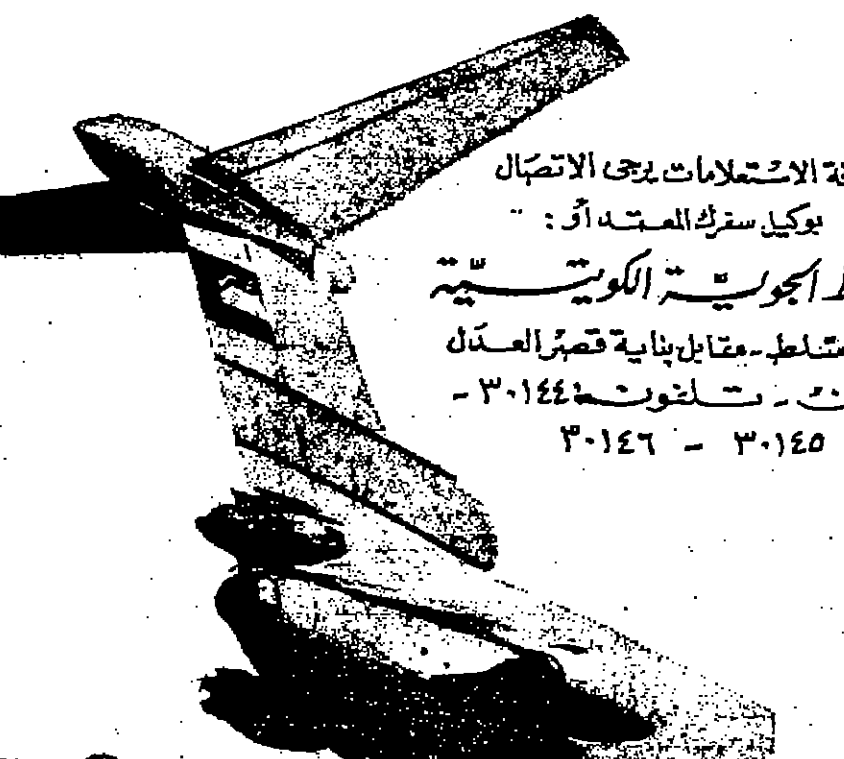 الاستعلامات يرجى الاتصال
بوكيل سفرك المعتمد أو :
الجوية الكويتية
مقابل بناية قصر العدل
تلفون ٣٠١٤٤ -
٣٠١٤٥ - ٣٠١٤٦